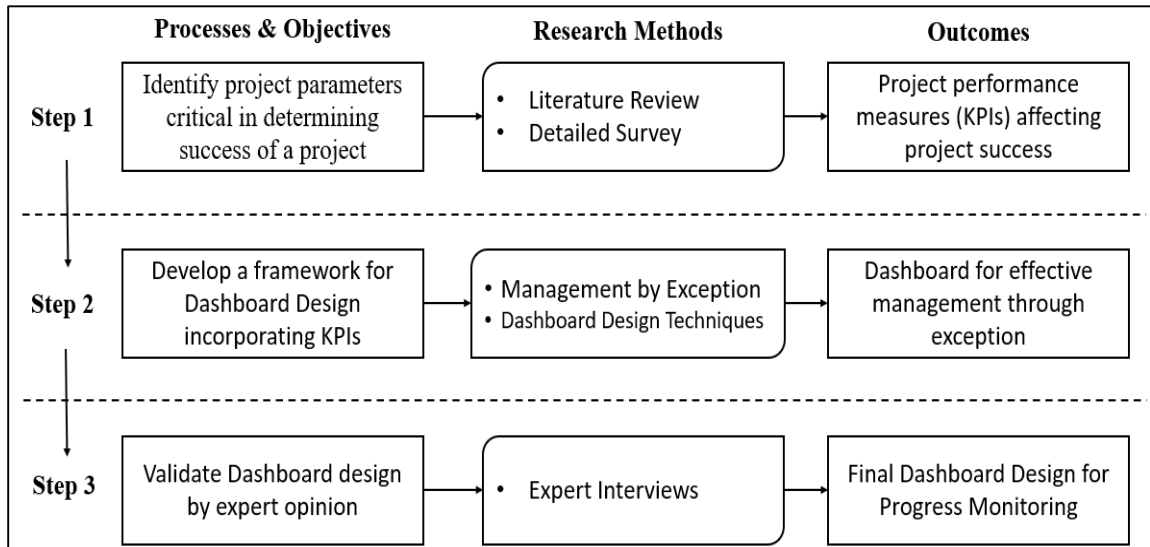 Processes & Objectives
Research Methods
Outcomes
Step 1
Identify project parameters
critical in determining
success of a project
• Literature Review
• Detailed Survey
Project performance
measures (KPIs) affecting
project success
Step 2
Develop a framework for
Dashboard Design
incorporating KPIs
• Management by Exception
• Dashboard Design Techniques
Dashboard for effective
management through
exception
Step 3
Validate Dashboard design
by expert opinion
• Expert Interviews
Final Dashboard Design for
Progress Monitoring